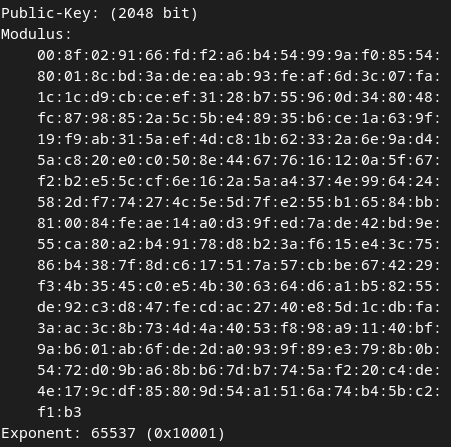 Public-Key: (2048 bit)
Modulus:
00:8f:02:91:66:fd:f2:a6:b4:54:99:9a:f0:85:54:
80:01:8c:bd:3a:de:ea:ab:93:fe:af:6d:3c:07:fa:
1c:1c:d9:cb:ce:ef:31:28:b7:55:96:0d:34:80:48:
fc:87:98:85:2a:5c:5b:e4:89:35:b6:ce:1a:63:9f:
19:f9:ab:31:5a:ef:4d:c8:1b:62:33:2a:6e:9a:d4:
5a:c8:20:e0:c0:50:8e:44:67:76:16:12:0a:5f:67:
f2:b2:e5:5c:cf:6e:16:2a:5a:a4:37:4e:99:64:24:
58:2d:f7:74:27:4c:5e:5d:7f:e2:55:b1:65:84:bb:
81:00:84:fe:ae:14:a0:d3:9f:ed:7a:de:42:bd:9e:
55:ca:80:a2:b4:91:78:d8:b2:3a:f6:15:e4:3c:75:
86:b4:38:7f:8d:c6:17:51:7a:57:cb:be:67:42:29:
f3:4b:35:45:c0:e5:4b:30:63:64:d6:a1:b5:82:55:
de:92:c3:d8:47:fe:cd:ac:27:40:e8:5d:1c:db:fa:
3a:ac:3c:8b:73:4d:4a:40:53:f8:98:a9:11:40:bf:
9a:b6:01:ab:6f:de:2d:a0:93:9f:89:e3:79:8b:0b:
54:72:d0:9b:a6:8b:b6:7d:b7:74:5a:f2:20:c4:de:
4e:17:9c:df:85:80:9d:54:a1:51:6a:74:b4:5b:c2:
f1:b3
Exponent: 65537 (0x10001)